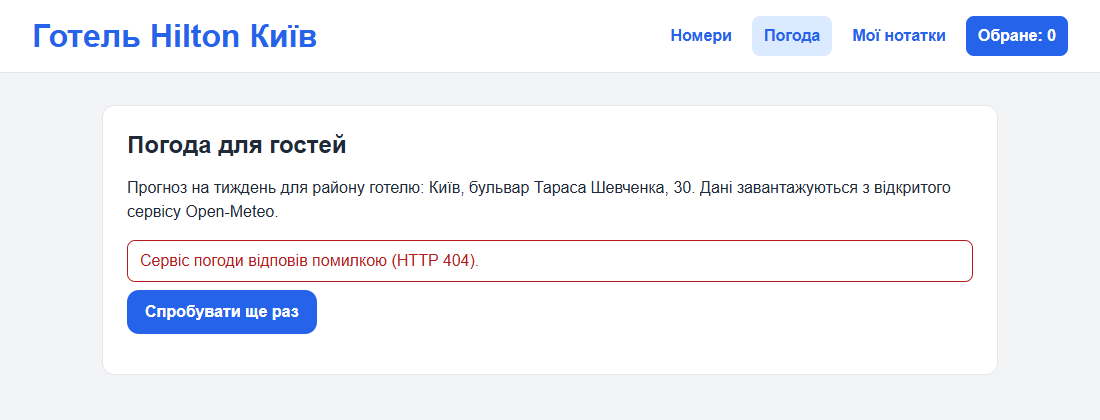 Готель Hilton Київ
Номери
Погода
Мої нотатки
Обране: 0
Погода для гостей
Прогноз на тиждень для району готелю: Київ, бульвар Тараса Шевченка, 30. Дані завантажуються з відкритого
сервісу Open-Meteo.
Сервіс погоди відповів помилкою (HTTP 404).
Спробувати ще раз